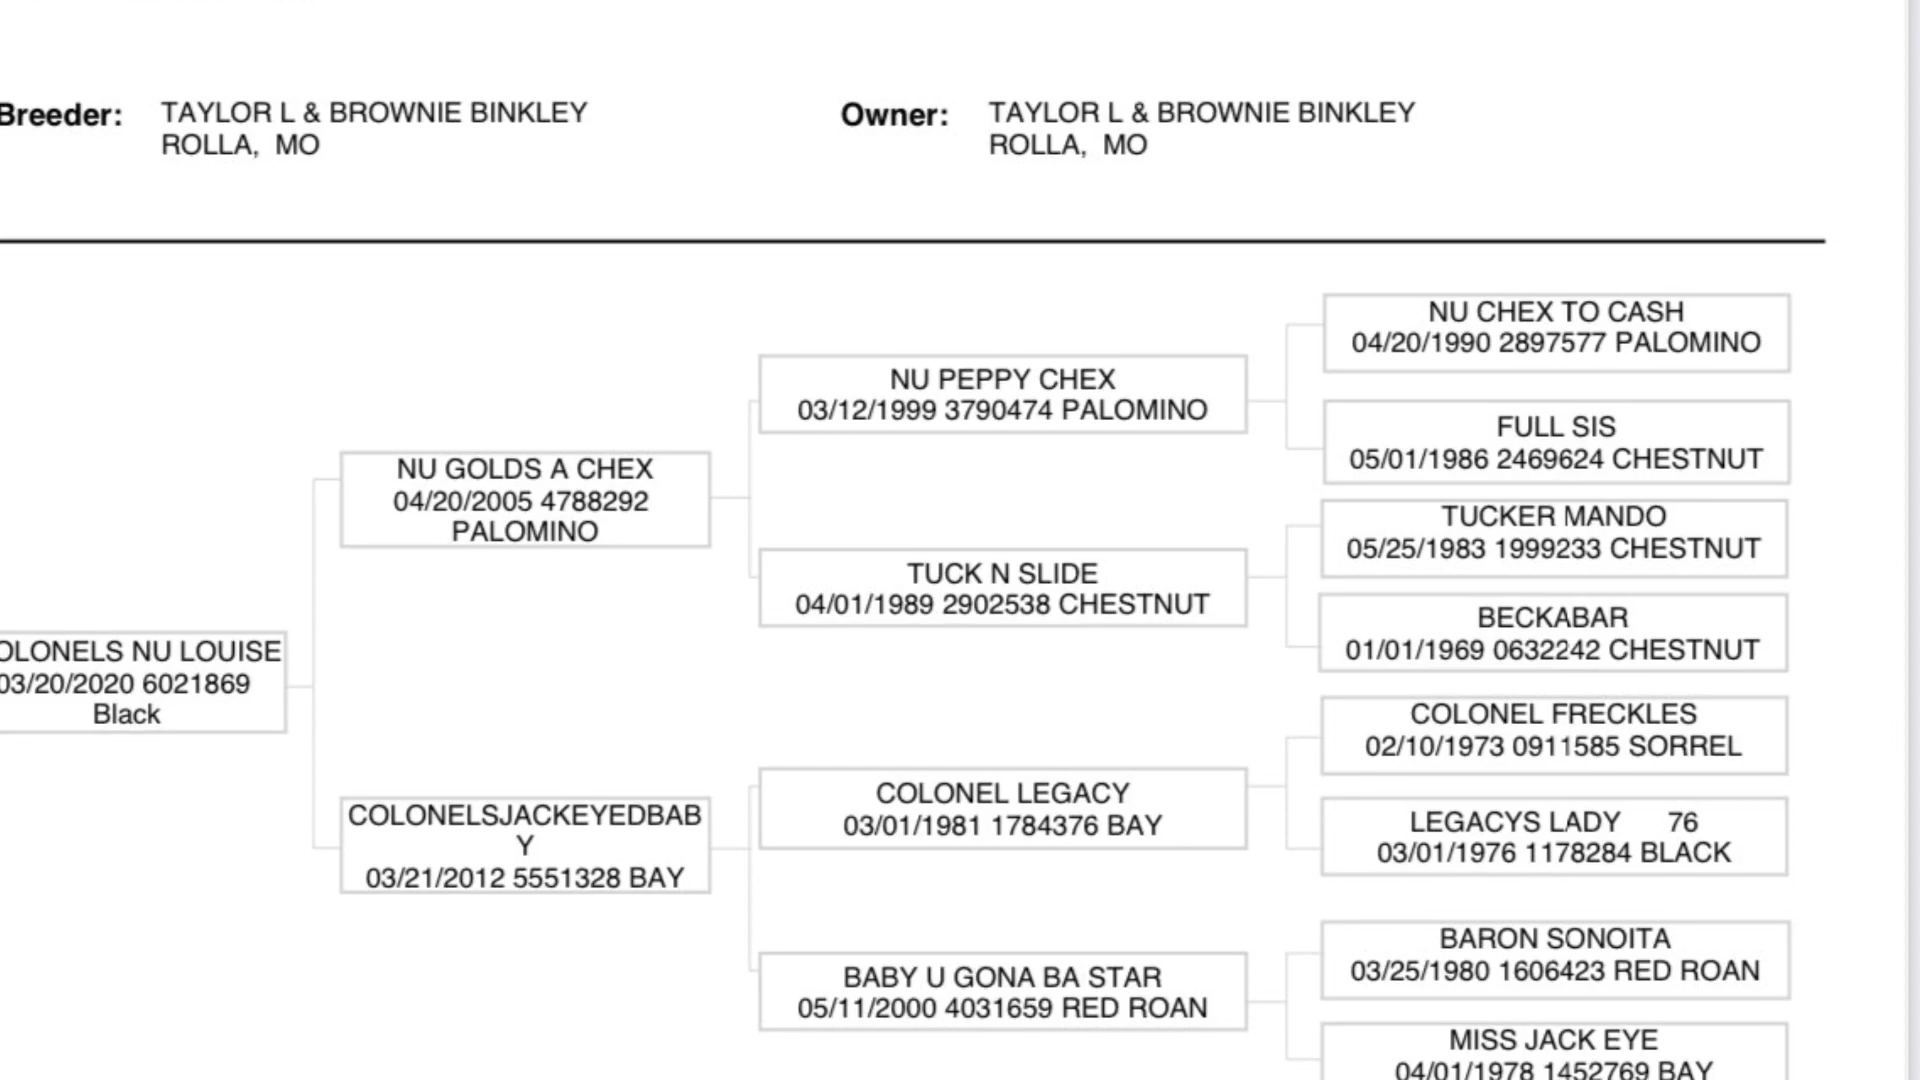 Breeder:
TAYLOR L & BROWNIE BINKLEY
ROLLA, MO
Owner:
TAYLOR L & BROWNIE BINKLEY
ROLLA, MO
OLONELS NU LOUISE
03/20/2020 6021869
Black
NU GOLDS A CHEX
04/20/2005 4788292
PALOMINO
COLONELSJACKEYEDBAB
Y
03/21/2012 5551328 BAY
NU PEPPY CHEX
03/12/1999 3790474 PALOMINO
TUCK N SLIDE
04/01/1989 2902538 CHESTNUT
COLONEL LEGACY
03/01/1981 1784376 BAY
BABY U GONA BA STAR
05/11/2000 4031659 RED ROAN
NU CHEX TO CASH
04/20/1990 2897577 PALOMINO
FULL SIS
05/01/1986 2469624 CHESTNUT
TUCKER MANDO
05/25/1983 1999233 CHESTNUT
BECKABAR
01/01/1969 0632242 CHESTNUT
COLONEL FRECKLES
02/10/1973 0911585 SORREL
LEGACYS LADY 76
03/01/1976 1178284 BLACK
BARON SONOITA
03/25/1980 1606423 RED ROAN
MISS JACK EYE
04/01/1978 1452769 BAY